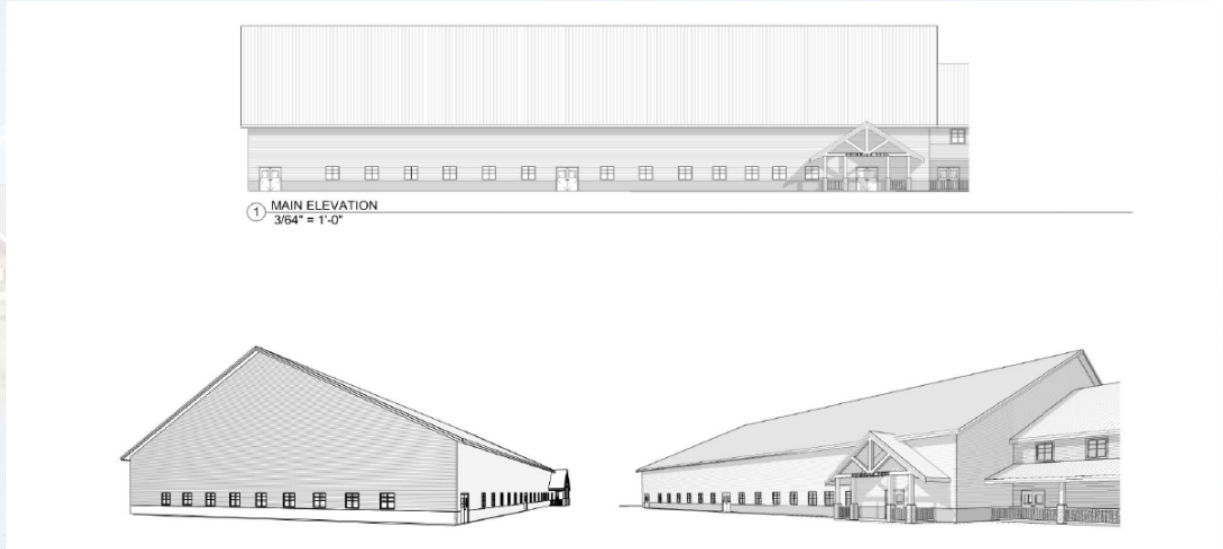 1
MAIN ELEVATION
3/64" = 1'-0"